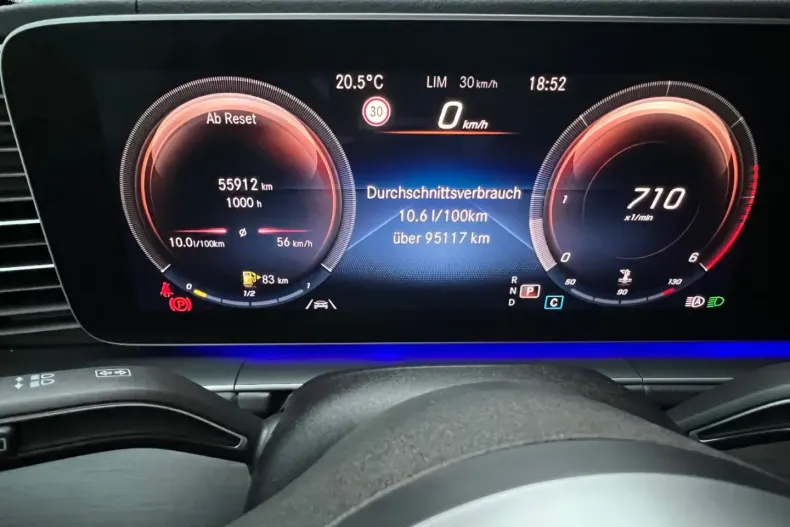 20.5°C LIM 30 km/h 18:52
30 0 km/h
Ab Reset
55912 km
1000 h
10.0 l/100km ø 56 km/h
0 83 km 1
1/2
Durchschnittsverbrauch
10.6 l/100km
über 95117 km
710
x1/min
1
0 6
50 130
90
R
N P
D C
A